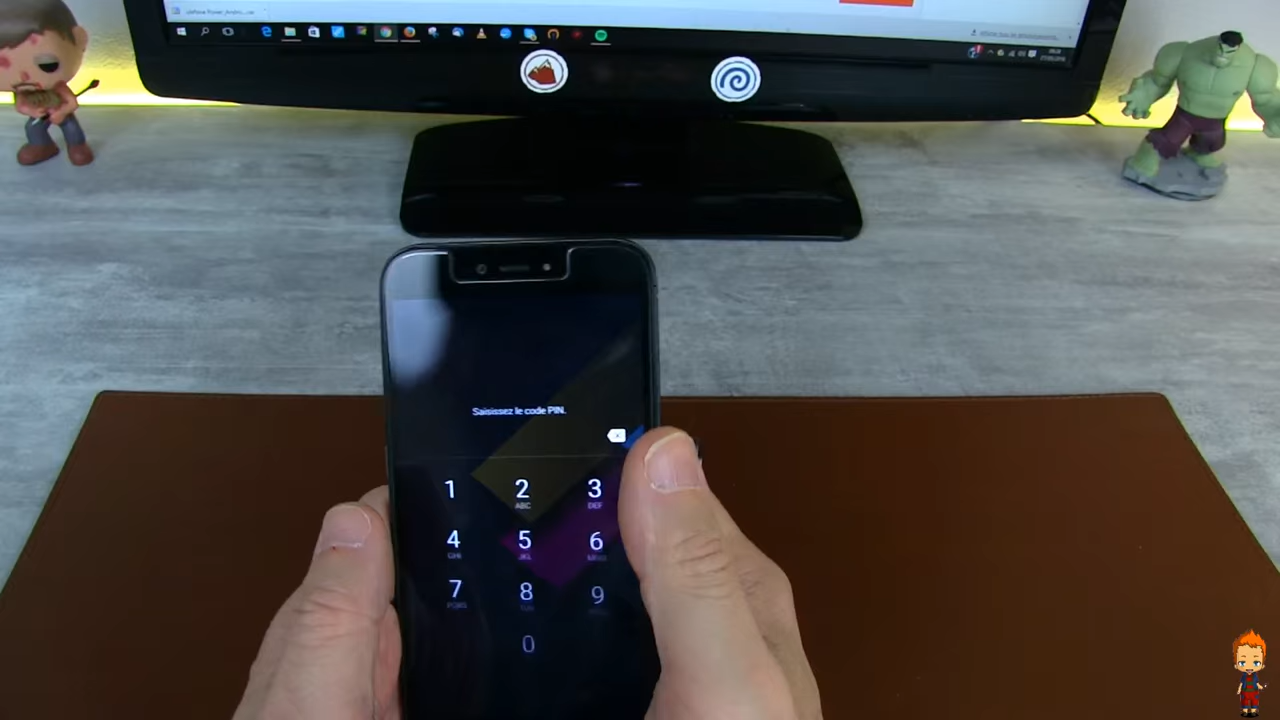 Saisissez le code PIN.
1
2
ABC
3
DEF
4
GHI
5
JKL
6
MNO
7
PQRS
8
TUV
9
0